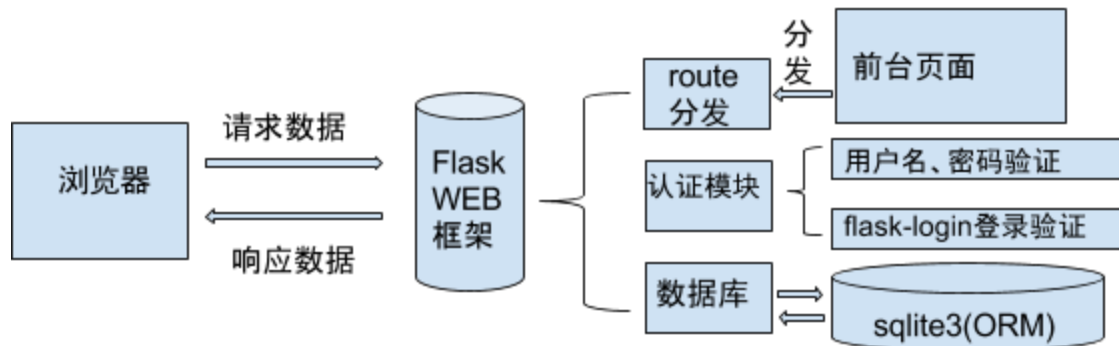 浏览器
请求数据
响应数据
Flask
WEB
框架
route
分发
分
发
前台页面
认证模块
用户名、密码验证
flask-login登录验证
数据库
sqlite3(ORM)